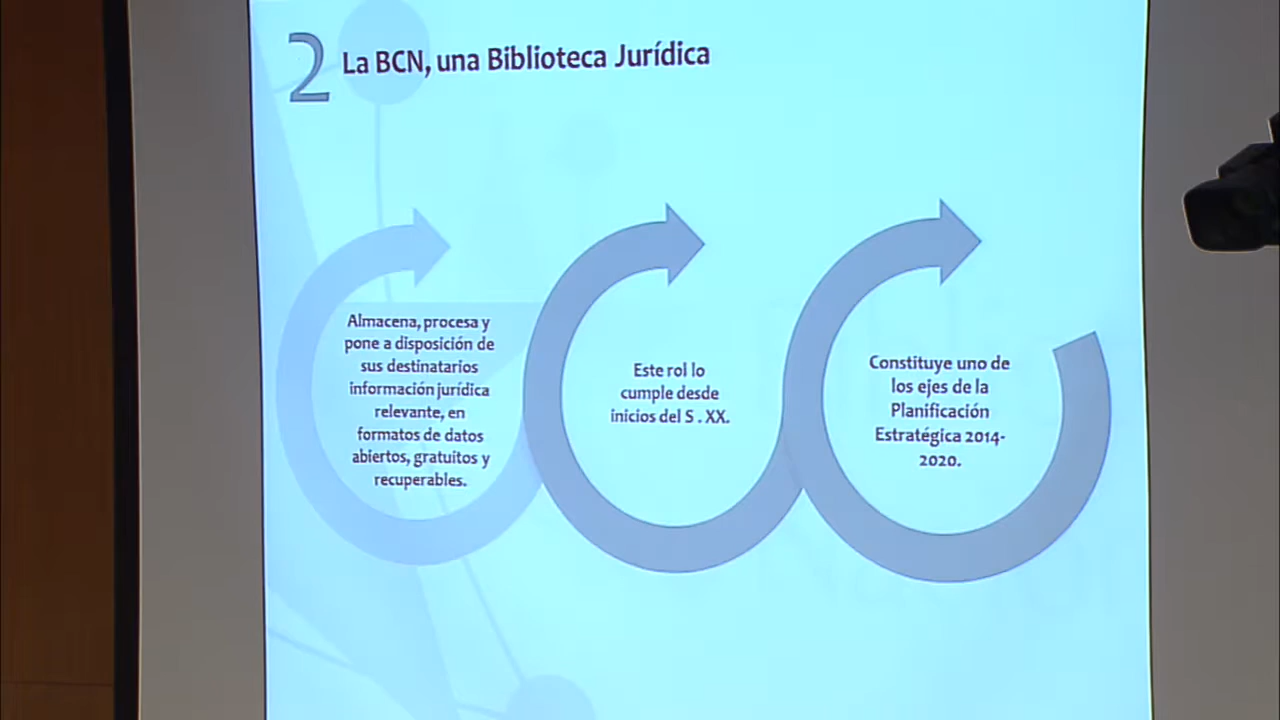 2
La BCN, una Biblioteca Jurídica
Almacena, procesa y
pone a disposición de
sus destinatarios
información jurídica
relevante, en
formatos de datos
abiertos, gratuitos y
recuperables.
Este rol lo
cumple desde
inicios del S . XX.
Constituye uno de
los ejes de la
Planificación
Estratégica 2014-
2020.